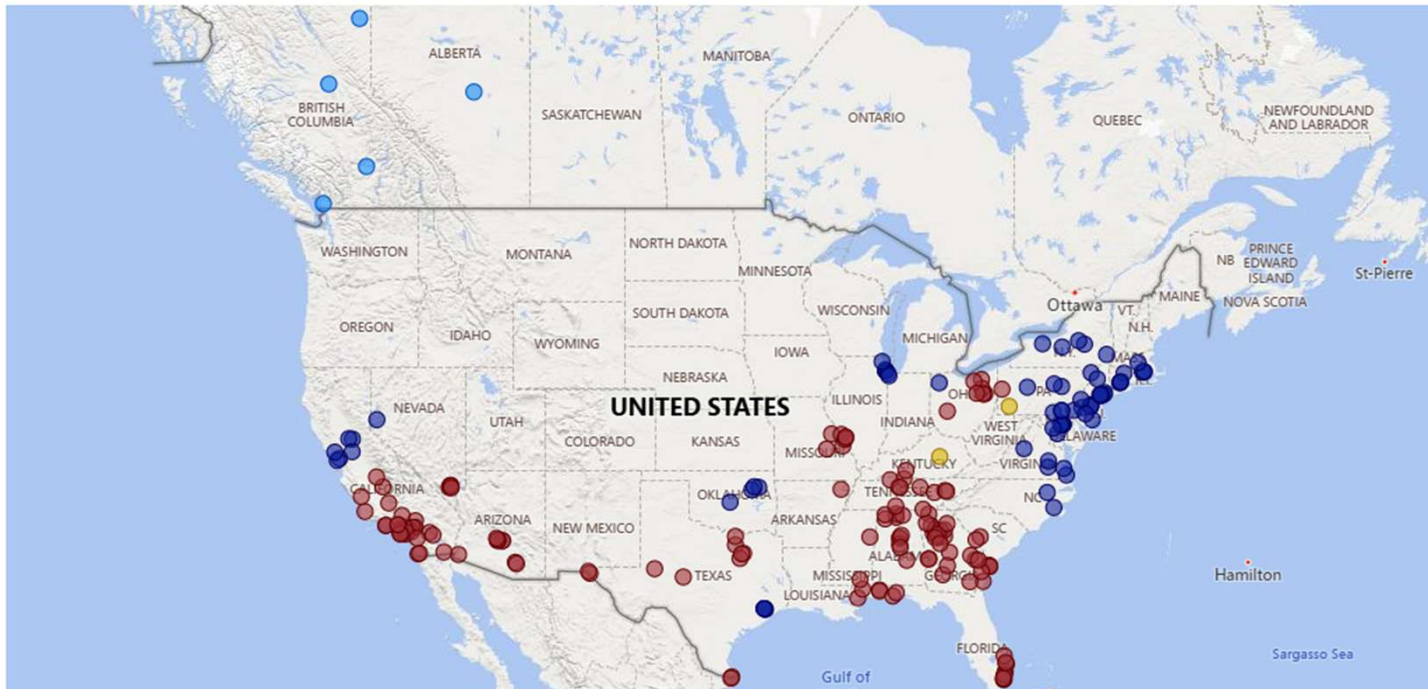 ALBERTA
MANITOBA
BRITISH
COLUMBIA
SASKATCHEWAN
ONTARIO
QUEBEC
NEWFOUNDLAND
AND LABRADOR
WASHINGTON
MONTANA
NORTH DAKOTA
MINNESOTA
NB
PRINCE
EDWARD
ISLAND
St-Pierre
Ottawa
MAINE
NOVA SCOTIA
OREGON
IDAHO
SOUTH DAKOTA
WISCONSIN
MICHIGAN
VT.
N.H.
WYOMING
IOWA
MASS
NEBRASKA
R.I.
PA
NEVADA
UNITED STATES
ILLINOIS
OH
UTAH
COLORADO
KANSAS
INDIANA
WEST
VIRGINIA
DELAWARE
MISSOURI
KENTUCKY
VIRGINIA
CALIFORNIA
OKLAHOMA
TENNESSEE
NC
ARIZONA
NEW MEXICO
ARKANSAS
SC
ALABAMA
TEXAS
MISSISSIPPI
GEORGIA
LOUISIANA
Hamilton
FLORIDA
Sargasso Sea
Gulf of